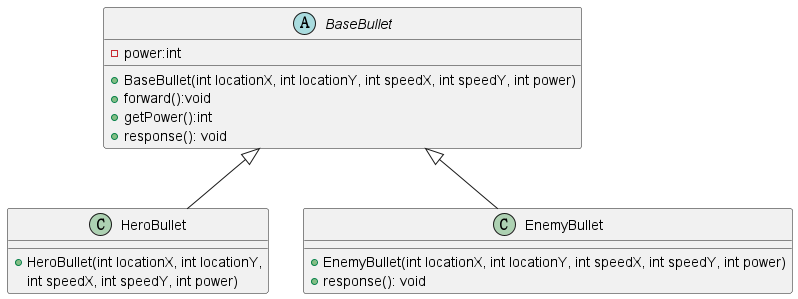 A BaseBullet
power:int
BaseBullet(int locationX, int locationY, int speedX, int speedY, int power)
forward():void
getPower():int
response(): void
C HeroBullet
HeroBullet(int locationX, int locationY,
int speedX, int speedY, int power)
C EnemyBullet
EnemyBullet(int locationX, int locationY, int speedX, int speedY, int power)
response(): void